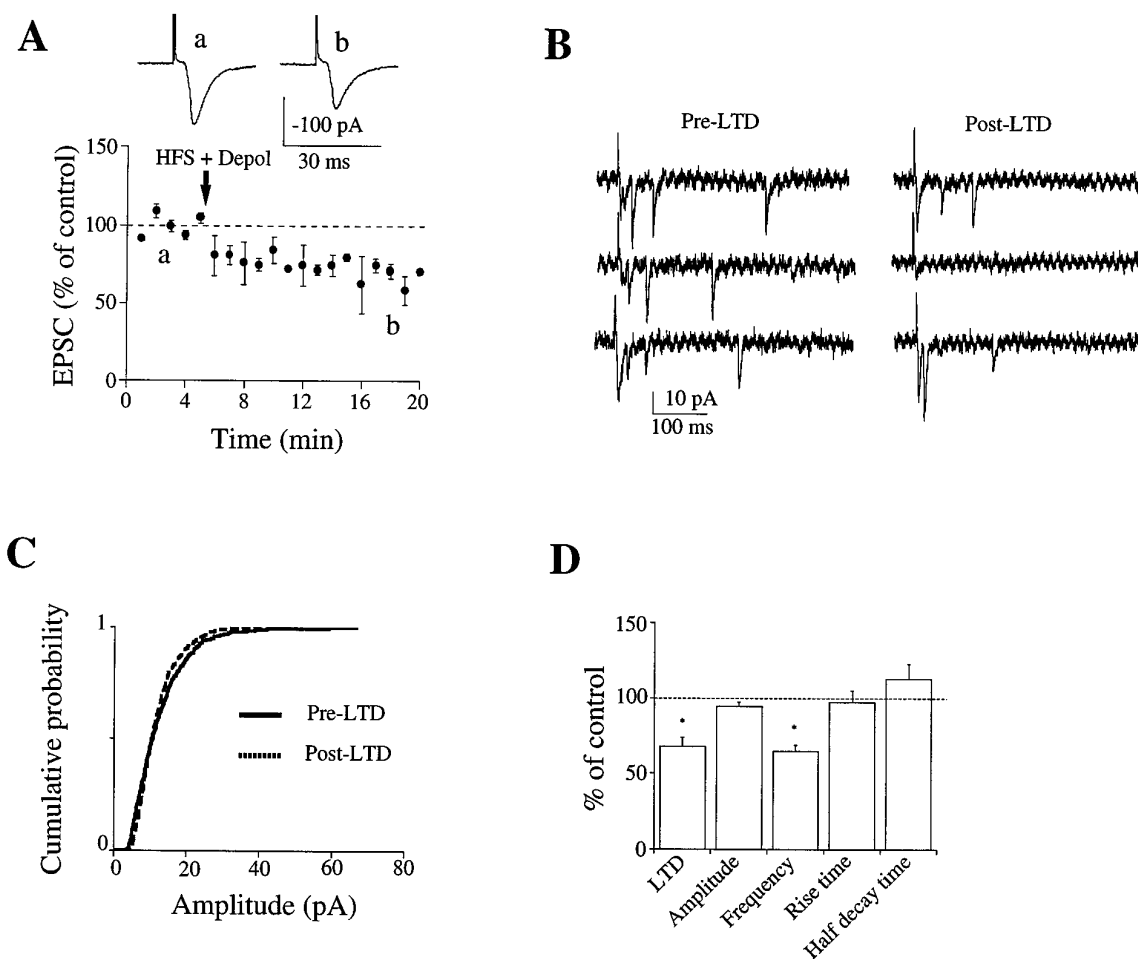 A
a
b
-100 pA
30 ms
HFS + Depol
150
100
50
0
a
b
0
4
8
12
16
20
EPSC (% of control)
Time (min)
B
Pre-LTD
Post-LTD
10 pA
100 ms
C
Cumulative probability
1
0
Pre-LTD
Post-LTD
0
20
40
60
80
Amplitude (pA)
D
% of control
150
100
50
0
*
*
LTD
Amplitude
Frequency
Rise time
Half decay time